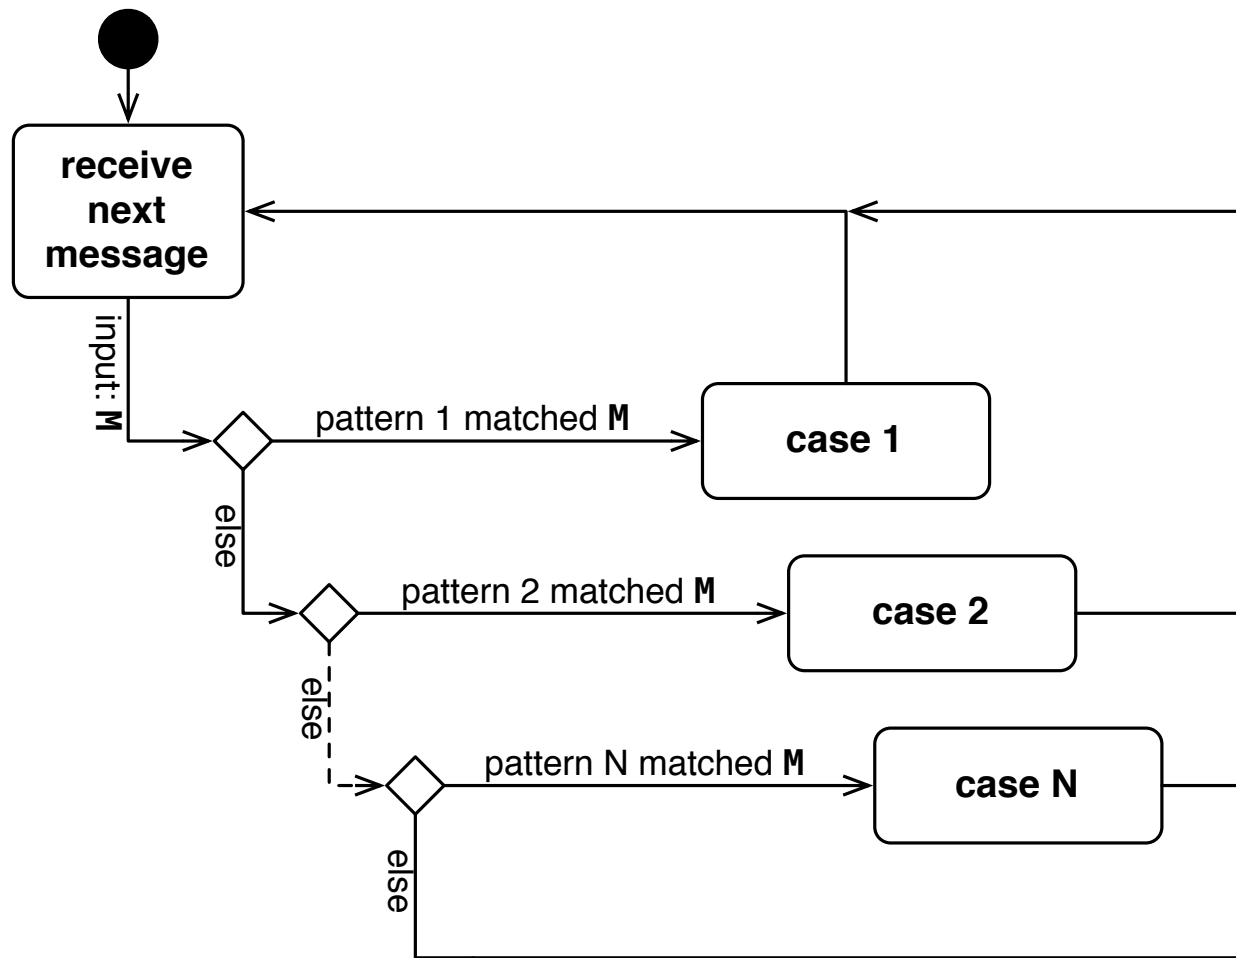 receive
next
message
input: M
pattern 1 matched M
case 1
else
pattern 2 matched M
case 2
else
pattern N matched M
case N
else